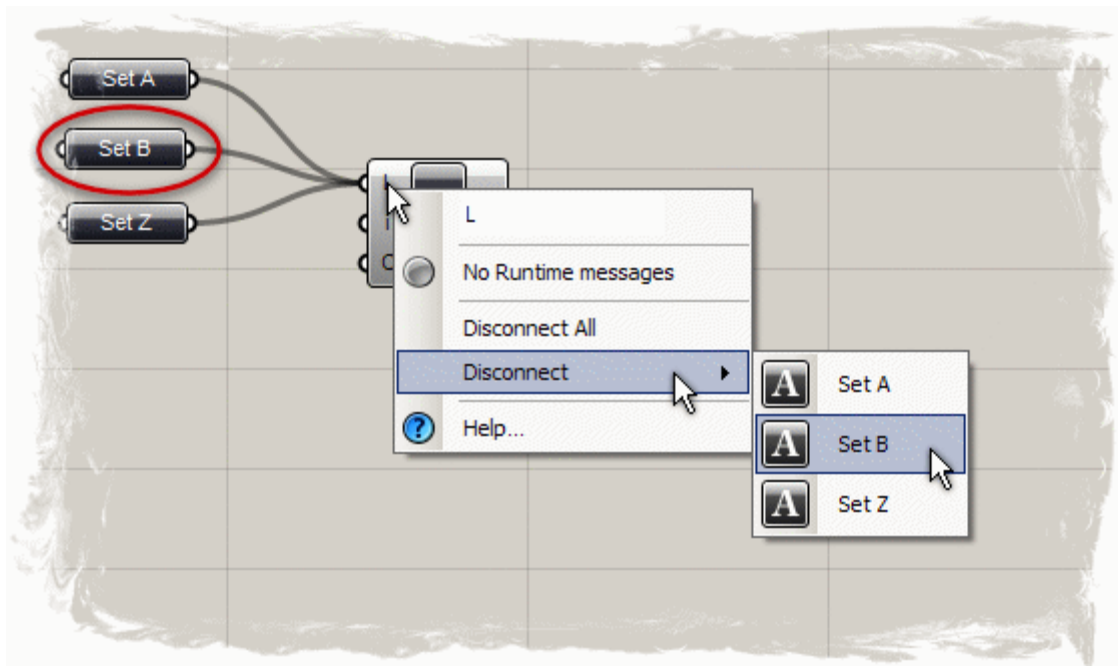 Set A
Set B
Set Z
L
No Runtime messages
Disconnect All
Disconnect
Help...
A Set A
A Set B
A Set Z